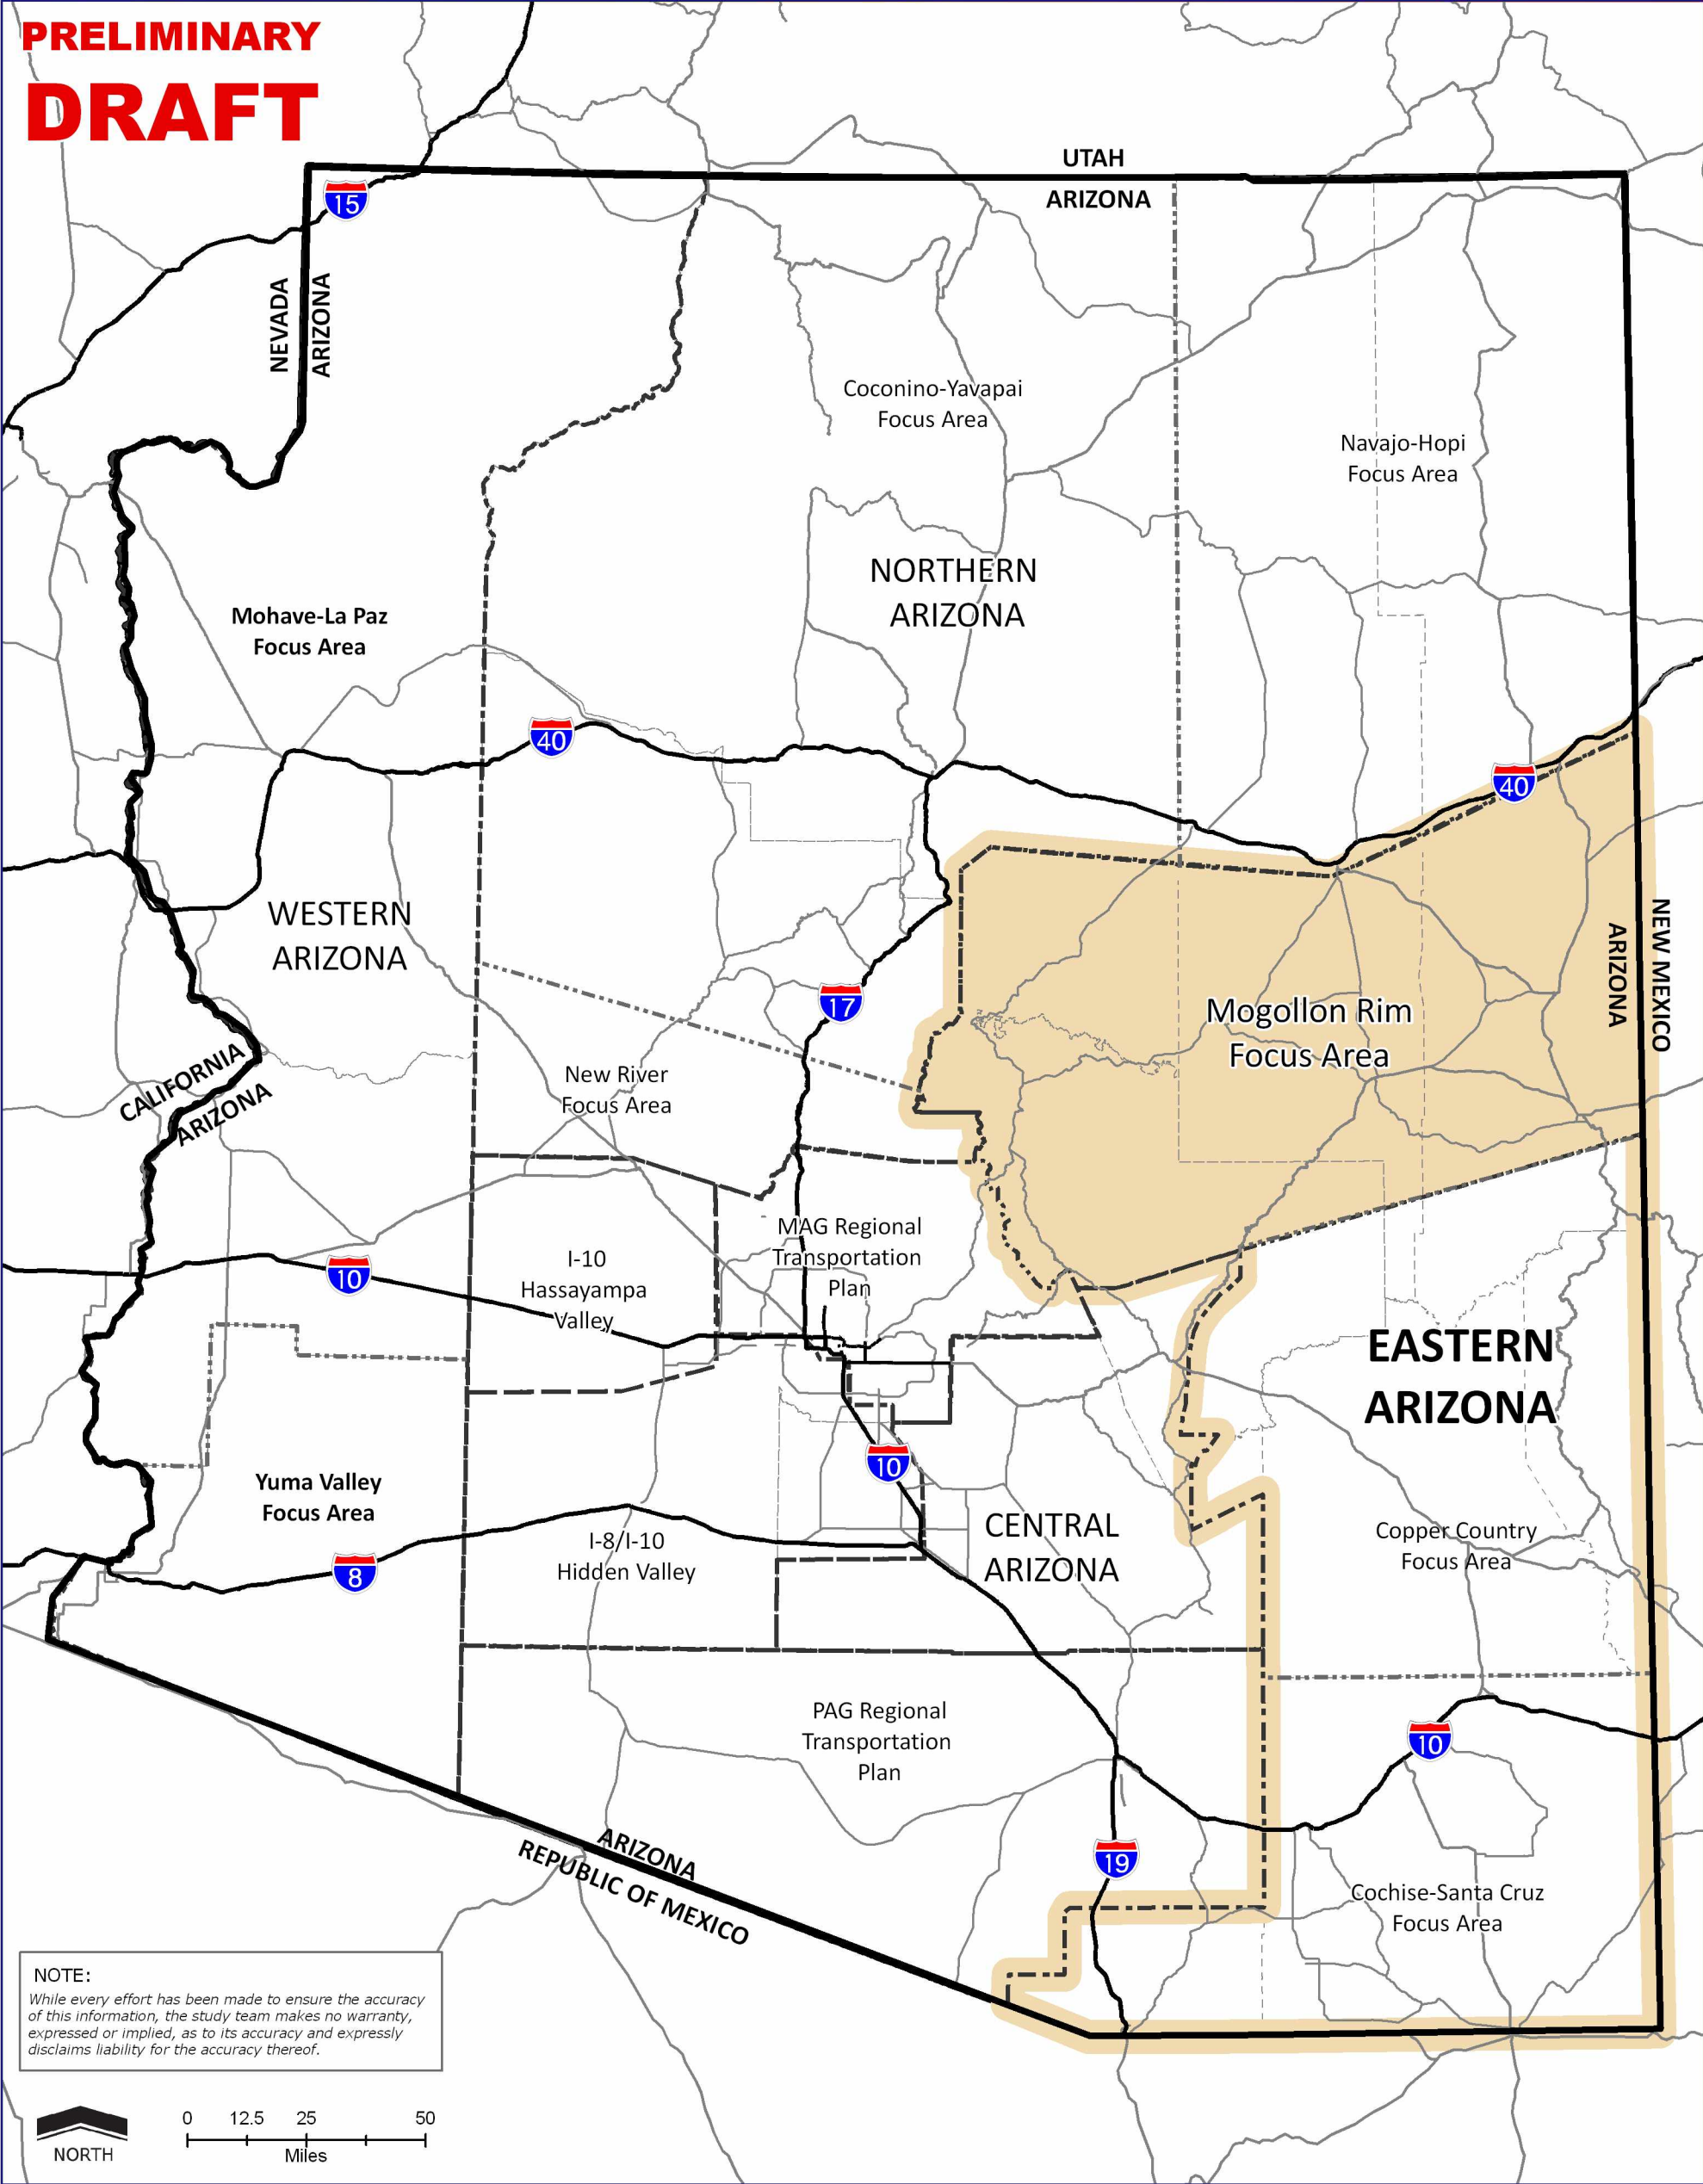 PRELIMINARY
DRAFT
UTAH
ARIZONA
15
NEVADA
ARIZONA
Coconino-Yavapai
Focus Area
Navajo-Hopi
Focus Area
NORTHERN
ARIZONA
Mohave-La Paz
Focus Area
40
40
WESTERN
ARIZONA
NEW MEXICO
ARIZONA
17
Mogollon Rim
Focus Area
CALIFORNIA
ARIZONA
New River
Focus Area
MAG Regional
Transportation
Plan
I-10
Hassayampa
Valley
10
EASTERN
ARIZONA
10
Yuma Valley
Focus Area
CENTRAL
ARIZONA
Copper Country
Focus Area
I-8/I-10
Hidden Valley
8
PAG Regional
Transportation
Plan
10
ARIZONA
REPUBLIC OF MEXICO
19
Cochise-Santa Cruz
Focus Area
NOTE:
While every effort has been made to ensure the accuracy
of this information, the study team makes no warranty,
expressed or implied, as to its accuracy and expressly
disclaims liability for the accuracy thereof.
NORTH
0 12.5 25 50
Miles